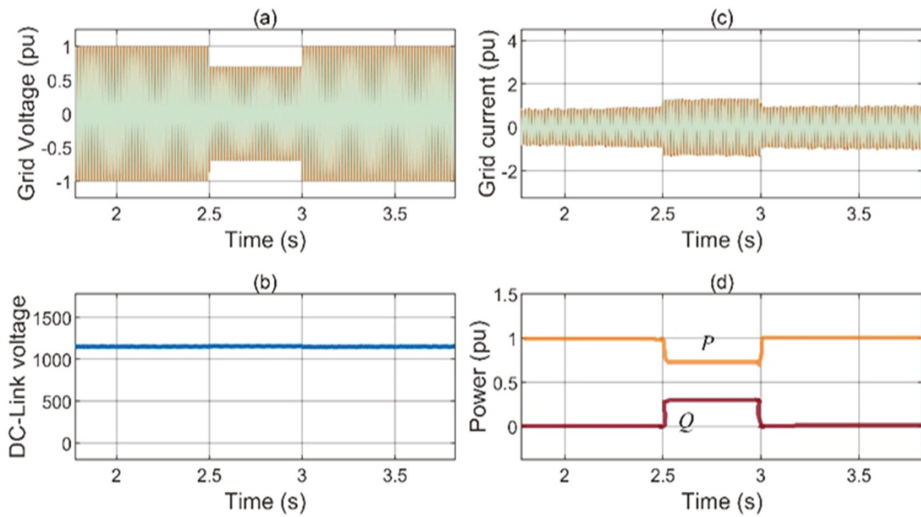 (a)
Grid Voltage (pu)
1
0.5
0
-0.5
-1
2
2.5
3
3.5
Time (s)
(c)
Grid current (pu)
4
2
0
-2
2
2.5
3
3.5
Time (s)
(b)
DC-Link voltage
1500
1000
500
0
2
2.5
3
3.5
Time (s)
(d)
Power (pu)
1.5
1
0.5
0
P
Q
2
2.5
3
3.5
Time (s)